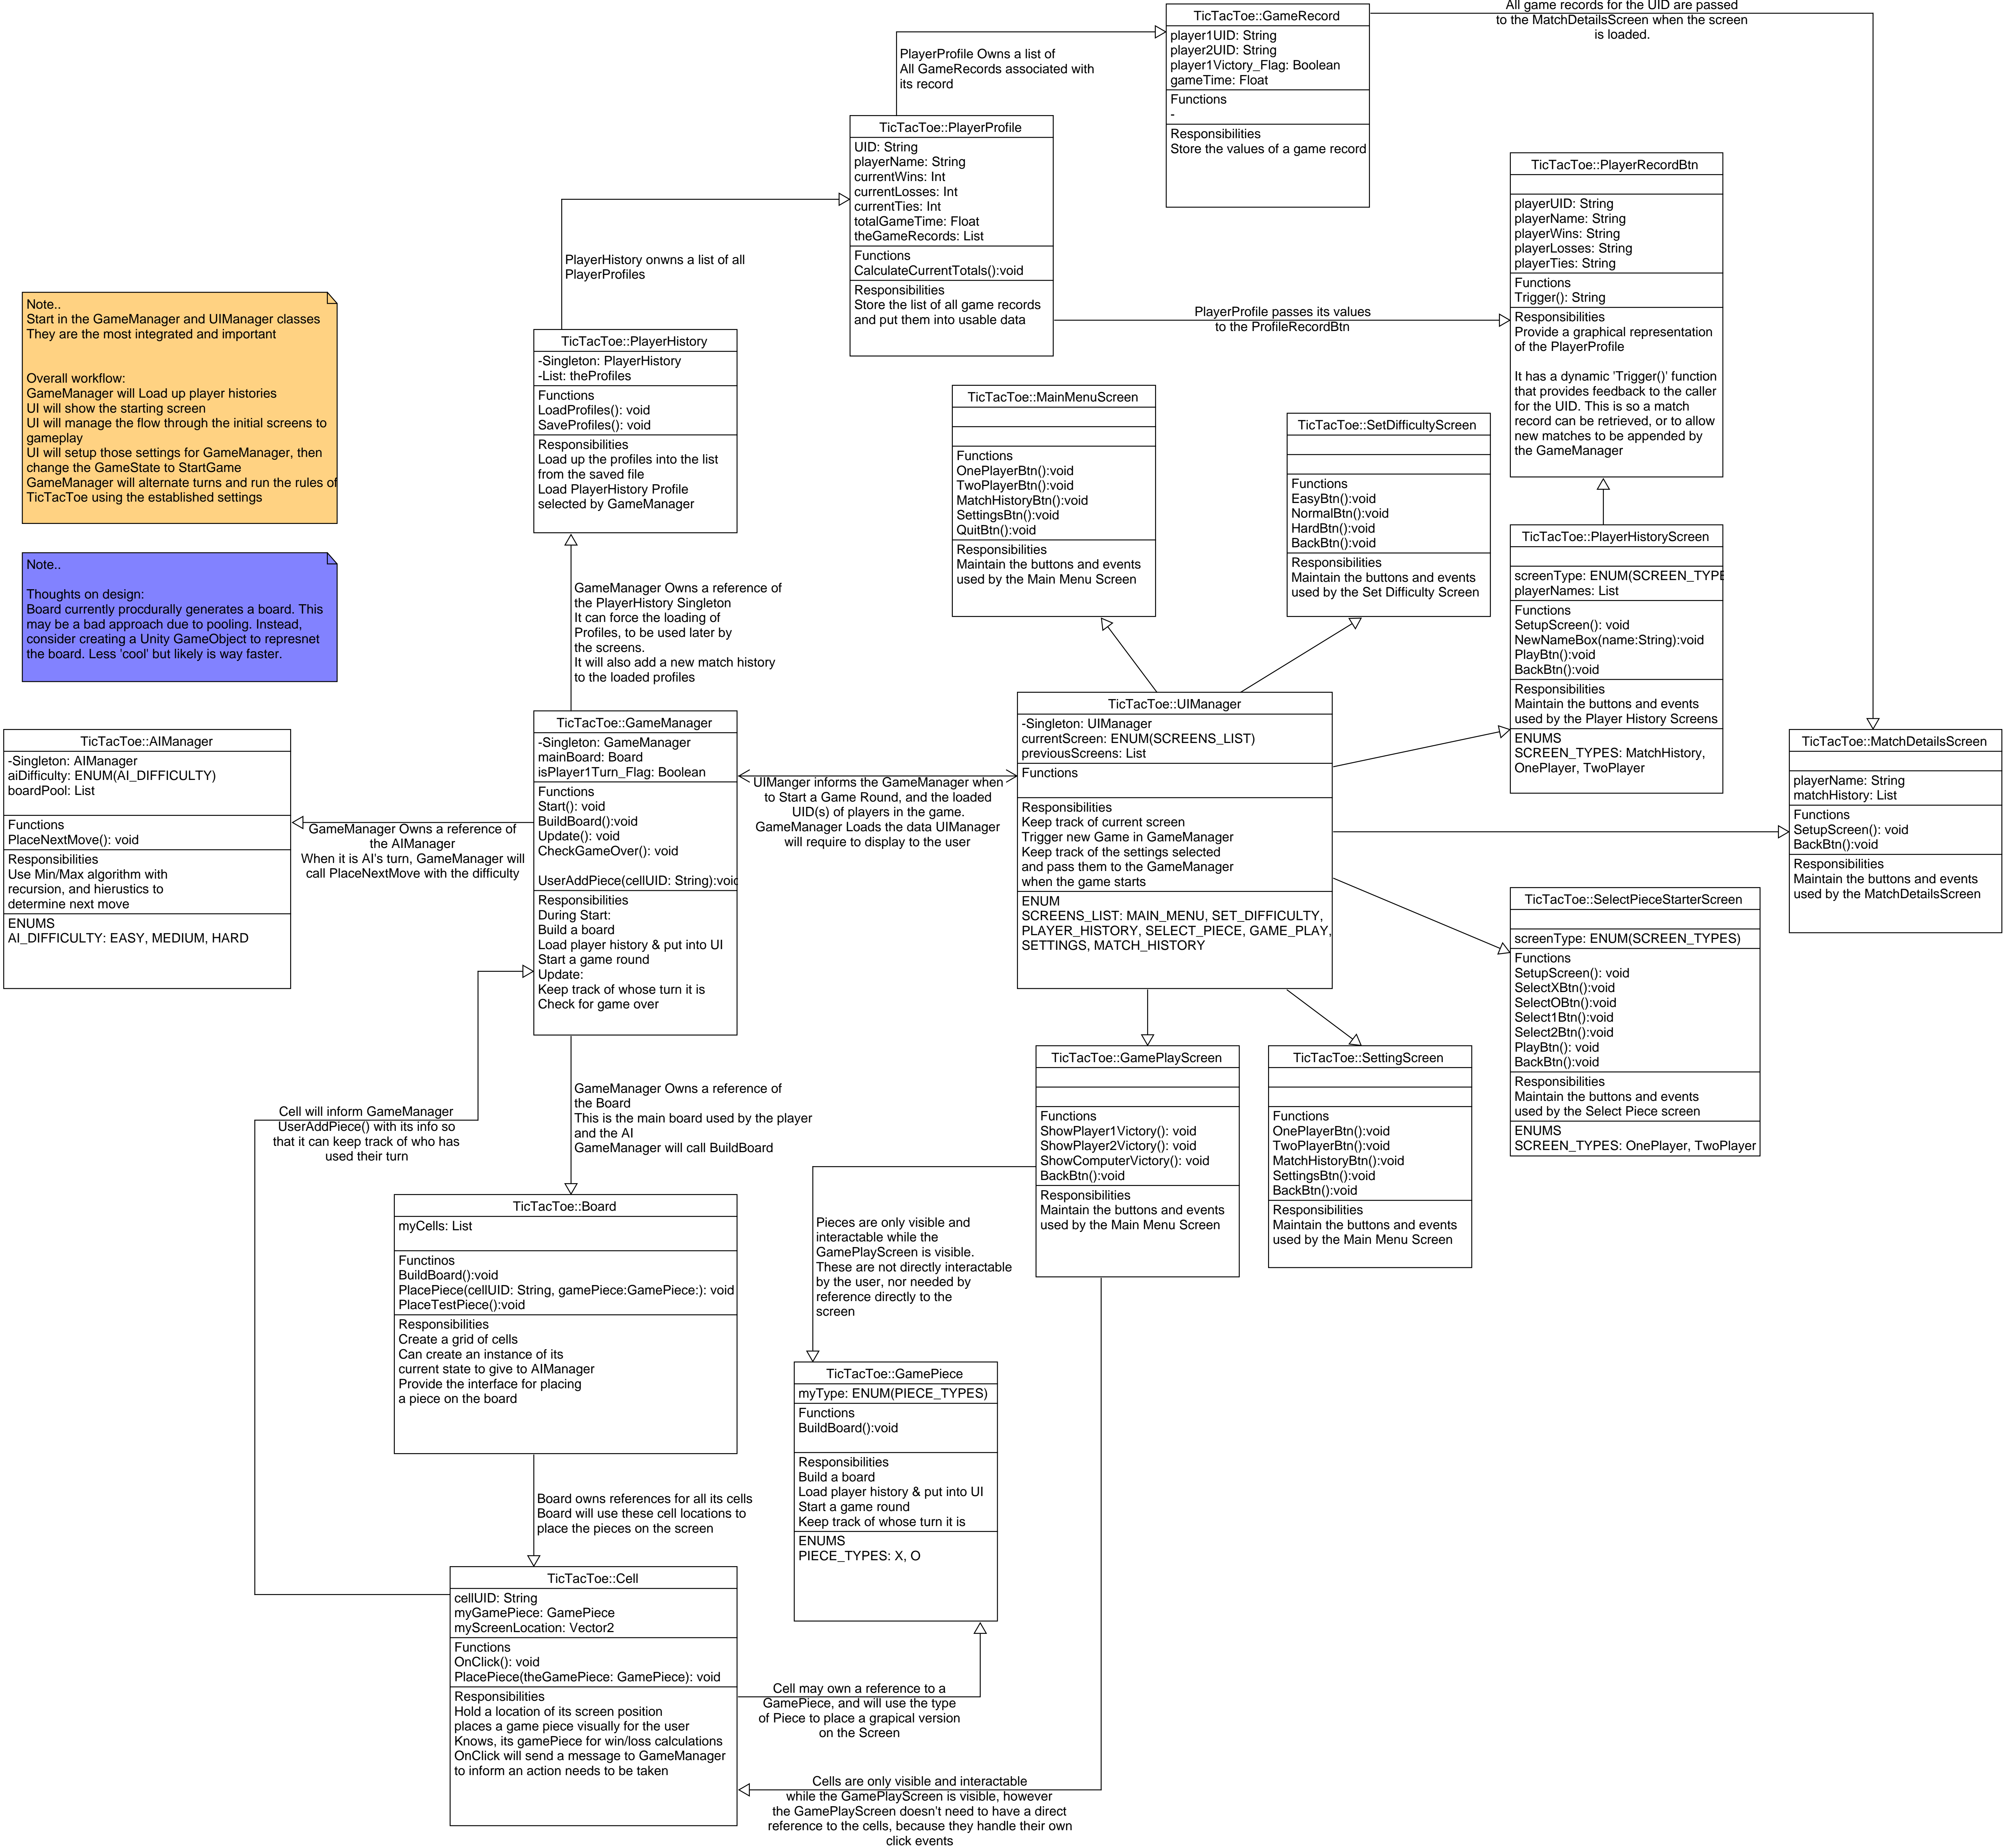 All game records for the UID are passed
to the MatchDetailsScreen when the screen
is loaded.
TicTacToe::GameRecord
player1UID: String
player2UID: String
player1Victory_Flag: Boolean
gameTime: Float
Functions
-
Responsibilities
Store the values of a game record
PlayerProfile Owns a list of
All GameRecords associated with
its record
TicTacToe::PlayerProfile
UID: String
playerName: String
currentWins: Int
currentLosses: Int
currentTies: Int
totalGameTime: Float
theGameRecords: List
Functions
CalculateCurrentTotals():void
Responsibilities
Store the list of all game records
and put them into usable data
TicTacToe::PlayerRecordBtn
playerUID: String
playerName: String
playerWins: String
playerLosses: String
playerTies: String
Functions
Trigger(): String
Responsibilities
Provide a graphical representation
of the PlayerProfile
It has a dynamic 'Trigger()' function
that provides feedback to the caller
for the UID. This is so a match
record can be retrieved, or to allow
new matches to be appended by
the GameManager
PlayerProfile passes its values
to the ProfileRecordBtn
PlayerHistory onwns a list of all
PlayerProfiles
Note..
Start in the GameManager and UIManager classes
They are the most integrated and important
Overall workflow:
GameManager will Load up player histories
UI will show the starting screen
UI will manage the flow through the initial screens to
gameplay
UI will setup those settings for GameManager, then
change the GameState to StartGame
GameManager will alternate turns and run the rules of
TicTacToe using the established settings
TicTacToe::PlayerHistory
-Singleton: PlayerHistory
-List: theProfiles
Functions
LoadProfiles(): void
SaveProfiles(): void
Responsibilities
Load up the profiles into the list
from the saved file
Load PlayerHistory Profile
selected by GameManager
TicTacToe::MainMenuScreen
Functions
OnePlayerBtn():void
TwoPlayerBtn():void
MatchHistoryBtn():void
SettingsBtn():void
QuitBtn():void
Responsibilities
Maintain the buttons and events
used by the Main Menu Screen
TicTacToe::SetDifficultyScreen
Functions
EasyBtn():void
NormalBtn():void
HardBtn():void
BackBtn():void
Responsibilities
Maintain the buttons and events
used by the Set Difficulty Screen
TicTacToe::PlayerHistoryScreen
screenType: ENUM(SCREEN_TYPE
playerNames: List
Functions
SetupScreen(): void
NewNameBox(name:String):void
PlayBtn():void
BackBtn():void
Responsibilities
Maintain the buttons and events
used by the Player History Screens
ENUMS
SCREEN_TYPES: MatchHistory,
OnePlayer, TwoPlayer
Note..
Thoughts on design:
Board currently procdurally generates a board. This
may be a bad approach due to pooling. Instead,
consider creating a Unity GameObject to represnet
the board. Less 'cool' but likely is way faster.
GameManager Owns a reference of
the PlayerHistory Singleton
It can force the loading of
Profiles, to be used later by
the screens.
It will also add a new match history
to the loaded profiles
TicTacToe::AIManager
-Singleton: AIManager
aiDifficulty: ENUM(AI_DIFFICULTY)
boardPool: List
Functions
PlaceNextMove(): void
Responsibilities
Use Min/Max algorithm with
recursion, and hierustics to
determine next move
ENUMS
AI_DIFFICULTY: EASY, MEDIUM, HARD
GameManager Owns a reference of
the AIManager
When it is AI's turn, GameManager will
call PlaceNextMove with the difficulty
TicTacToe::GameManager
-Singleton: GameManager
mainBoard: Board
isPlayer1Turn_Flag: Boolean
Functions
Start(): void
BuildBoard():void
Update(): void
CheckGameOver(): void
UserAddPiece(cellUID: String):void
Responsibilities
During Start:
Build a board
Load player history & put into UI
Start a game round
Update:
Keep track of whose turn it is
Check for game over
UIManger informs the GameManager when
to Start a Game Round, and the loaded
UID(s) of players in the game.
GameManager Loads the data UIManager
will require to display to the user
TicTacToe::UIManager
-Singleton: UIManager
currentScreen: ENUM(SCREENS_LIST)
previousScreens: List
Functions
Responsibilities
Keep track of current screen
Trigger new Game in GameManager
Keep track of the settings selected
and pass them to the GameManager
when the game starts
ENUM
SCREENS_LIST: MAIN_MENU, SET_DIFFICULTY,
PLAYER_HISTORY, SELECT_PIECE, GAME_PLAY,
SETTINGS, MATCH_HISTORY
TicTacToe::MatchDetailsScreen
playerName: String
matchHistory: List
Functions
SetupScreen(): void
BackBtn():void
Responsibilities
Maintain the buttons and events
used by the MatchDetailsScreen
TicTacToe::SelectPieceStarterScreen
screenType: ENUM(SCREEN_TYPES)
Functions
SetupScreen(): void
SelectXBtn():void
SelectOBtn():void
Select1Btn():void
Select2Btn():void
PlayBtn(): void
BackBtn():void
Responsibilities
Maintain the buttons and events
used by the Select Piece screen
ENUMS
SCREEN_TYPES: OnePlayer, TwoPlayer
Cell will inform GameManager
UserAddPiece() with its info so
that it can keep track of who has
used their turn
GameManager Owns a reference of
the Board
This is the main board used by the player
and the AI
GameManager will call BuildBoard
TicTacToe::GamePlayScreen
Functions
ShowPlayer1Victory(): void
ShowPlayer2Victory(): void
ShowComputerVictory(): void
BackBtn():void
Responsibilities
Maintain the buttons and events
used by the Main Menu Screen
TicTacToe::SettingScreen
Functions
OnePlayerBtn():void
TwoPlayerBtn():void
MatchHistoryBtn():void
SettingsBtn():void
BackBtn():void
Responsibilities
Maintain the buttons and events
used by the Main Menu Screen
TicTacToe::Board
myCells: List
Functinos
BuildBoard():void
PlacePiece(cellUID: String, gamePiece:GamePiece:): void
PlaceTestPiece():void
Responsibilities
Create a grid of cells
Can create an instance of its
current state to give to AIManager
Provide the interface for placing
a piece on the board
Pieces are only visible and
interactable while the
GamePlayScreen is visible.
These are not directly interactable
by the user, nor needed by
reference directly to the
screen
TicTacToe::GamePiece
myType: ENUM(PIECE_TYPES)
Functions
BuildBoard():void
Responsibilities
Build a board
Load player history & put into UI
Start a game round
Keep track of whose turn it is
ENUMS
PIECE_TYPES: X, O
Board owns references for all its cells
Board will use these cell locations to
place the pieces on the screen
TicTacToe::Cell
cellUID: String
myGamePiece: GamePiece
myScreenLocation: Vector2
Functions
OnClick(): void
PlacePiece(theGamePiece: GamePiece): void
Responsibilities
Hold a location of its screen position
places a game piece visually for the user
Knows, its gamePiece for win/loss calculations
OnClick will send a message to GameManager
to inform an action needs to be taken
Cell may own a reference to a
GamePiece, and will use the type
of Piece to place a grapical version
on the Screen
Cells are only visible and interactable
while the GamePlayScreen is visible, however
the GamePlayScreen doesn't need to have a direct
reference to the cells, because they handle their own
click events